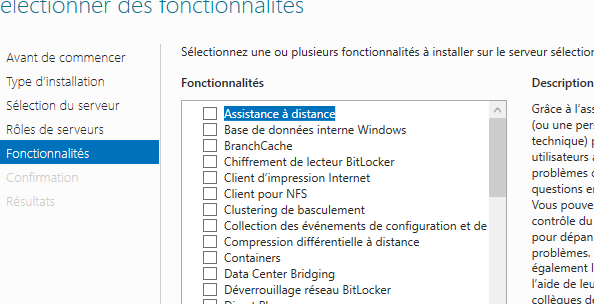 électionner des fonctionnalités
Avant de commencer
Type d'installation
Sélection du serveur
Rôles de serveurs
Fonctionnalités
Confirmation
Résultats
Sélectionnez une ou plusieurs fonctionnalités à installer sur le serveur sélection
Fonctionnalités
Assistance à distance
Base de données interne Windows
BranchCache
Chiffrement de lecteur BitLocker
Client d'impression Internet
Client pour NFS
Clustering de basculement
Collection des événements de configuration et de
Compression différentielle à distance
Containers
Data Center Bridging
Déverrouillage réseau BitLocker
Description
Grâce à l'ass
(ou une pers
technique) p
utilisateurs a
problèmes o
questions en
Vous pouve
contrôle du
pour dépan
problèmes.
également l
l'aide de leu
collègues de